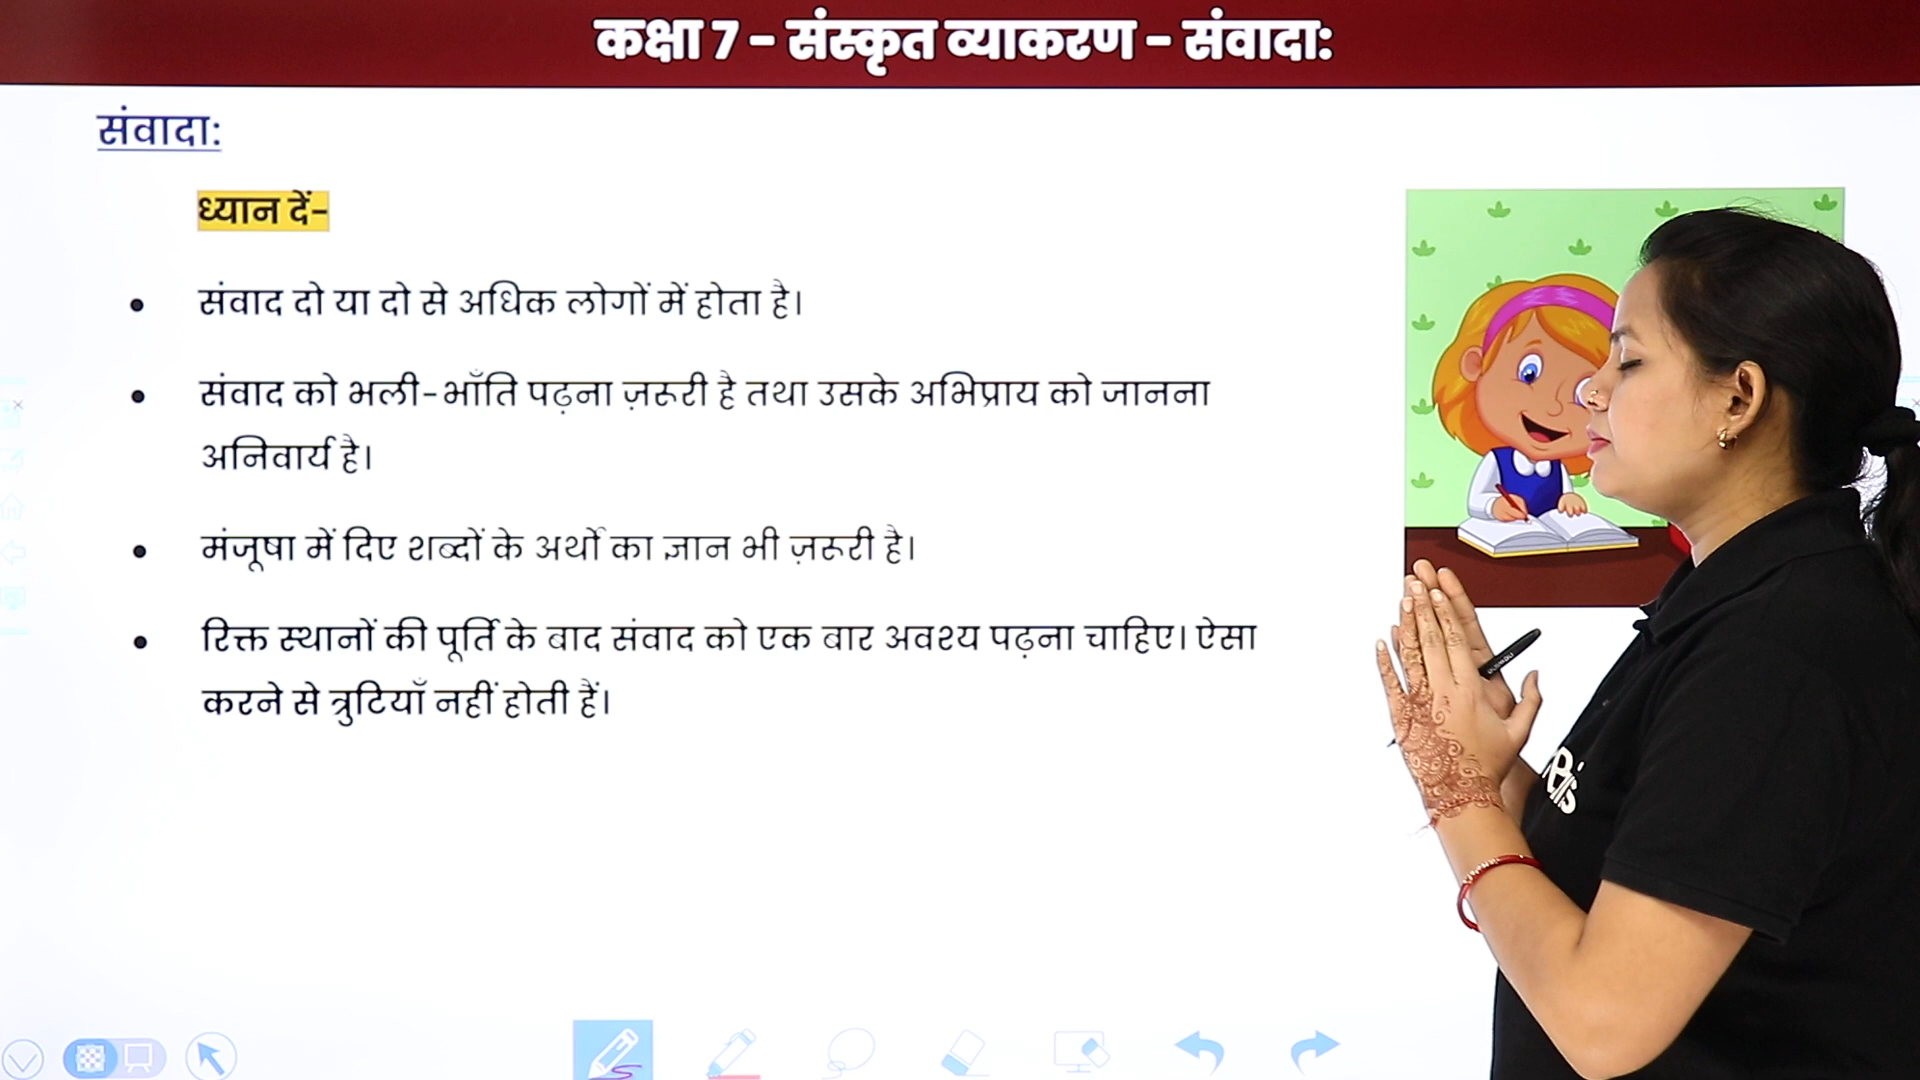 कक्षा 7 - संस्कृत व्याकरण - संवादा:
संवादा:
ध्यान दें-
• संवाद दो या दो से अधिक लोगों में होता है।
• संवाद को भली-भाँति पढ़ना ज़रूरी है तथा उसके अभिप्राय को जानना
अनिवार्य है।
• मंजूषा में दिए शब्दों के अर्थों का ज्ञान भी ज़रूरी है।
• रिक्त स्थानों की पूर्ति के बाद संवाद को एक बार अवश्य पढ़ना चाहिए। ऐसा
करने से त्रुटियाँ नहीं होती हैं।